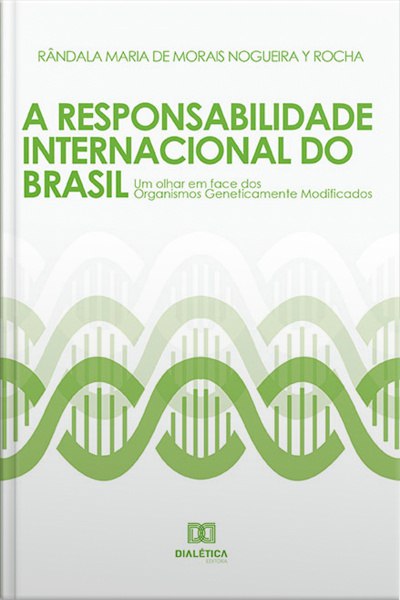 RÂNDALA MARIA DE MORAIS NOGUEIRA Y ROCHA
A RESPONSABILIDADE
INTERNACIONAL DO
BRASIL
Um olhar em face dos
Organismos Geneticamente Modificados
DIALÉTICA
EDITORA